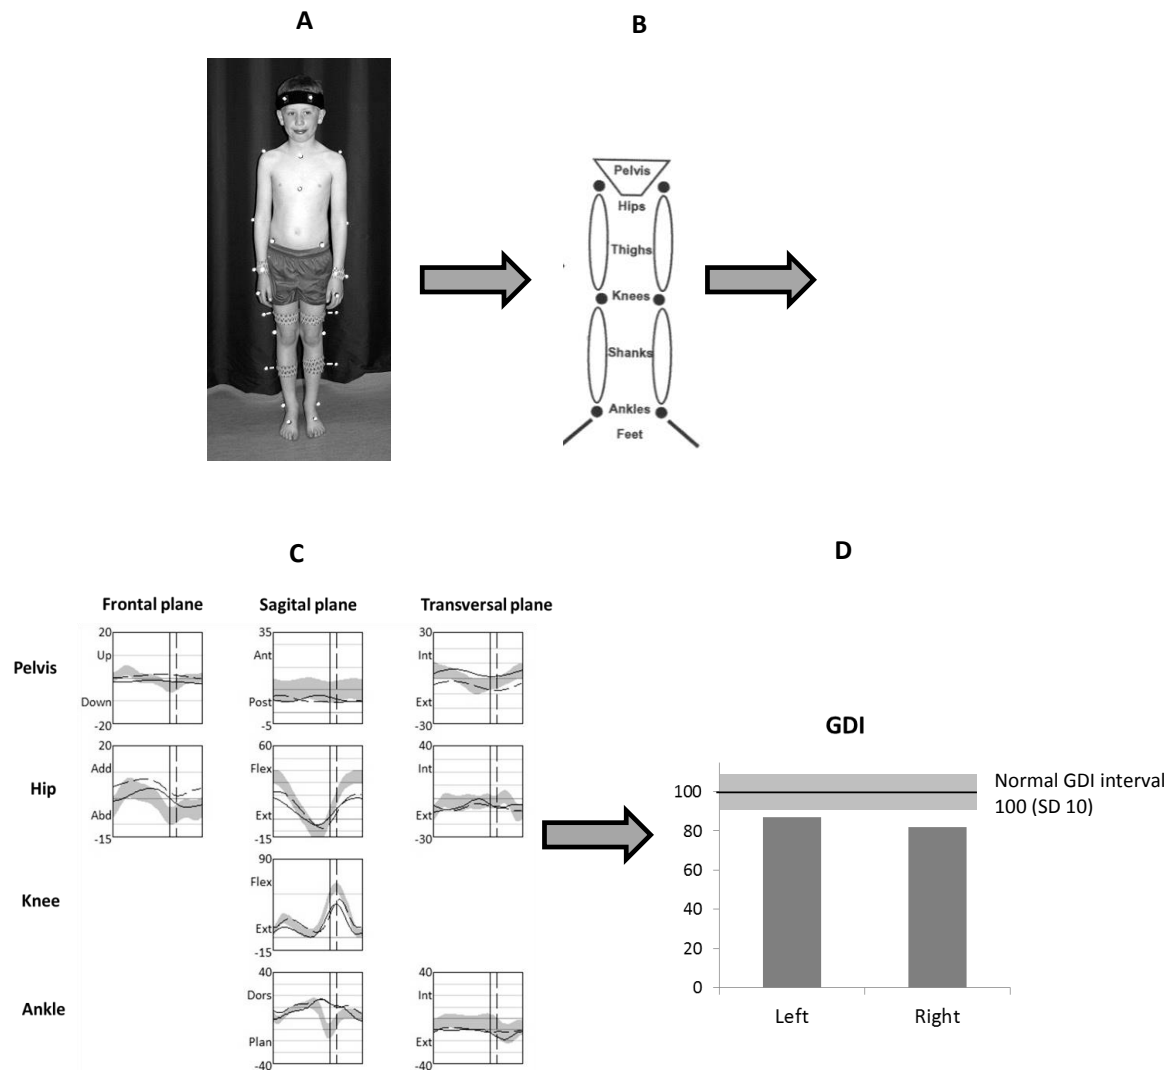 A
B
Pelvis
Hips
Thighs
Knees
Shanks
Ankles
Feet
C
D
Frontal plane
Sagital plane
Transversal plane
Pelvis
20
Up
Down
-20
35
Ant
Post
-5
30
Int
Ext
-30
Hip
20
Add
Abd
-15
60
Flex
Ext
-15
40
Int
Ext
-30
Knee
90
Flex
Ext
-15
Ankle
40
Dors
Plan
-40
40
Int
Ext
-40
GDI
100
80
60
40
20
0
Left
Right
Normal GDI interval
100 (SD 10)